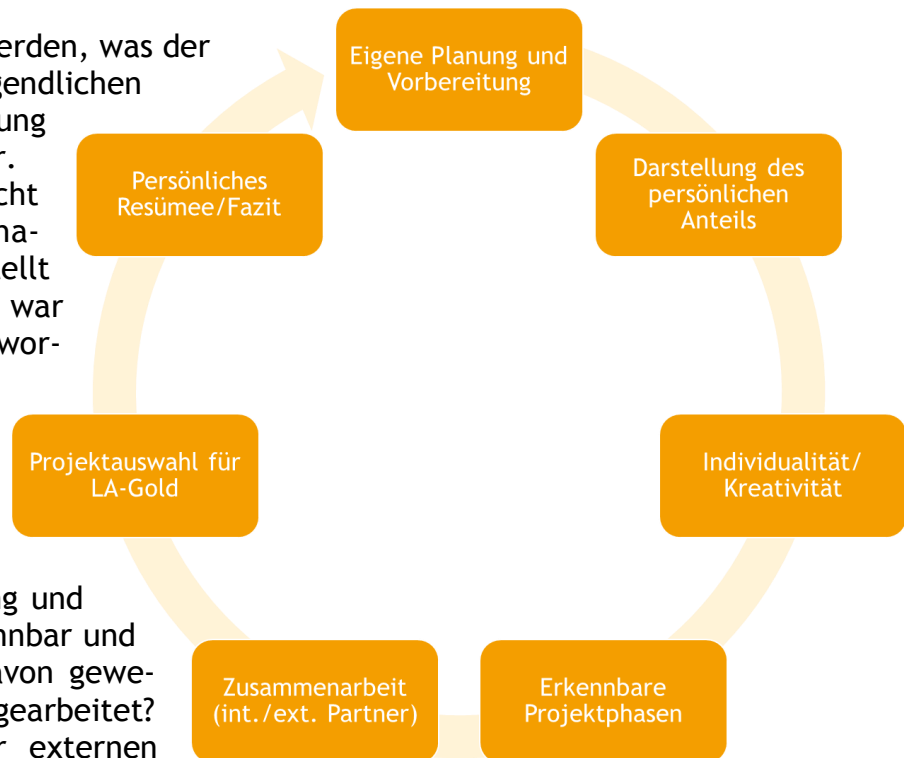 erden, was der
gendlichen
ung
r.
cht
na-
ellt
war
wor-
ng und
nnbar und
avon gewe-
gearbeitet?
r externen
Eigene Planung und
Vorbereitung
Darstellung des
persönlichen
Anteils
Individualität/
Kreativität
Erkennbare
Projektphasen
Zusammenarbeit
(int./ext. Partner)
Projektauswahl für
LA-Gold
Persönliches
Resümee/Fazit